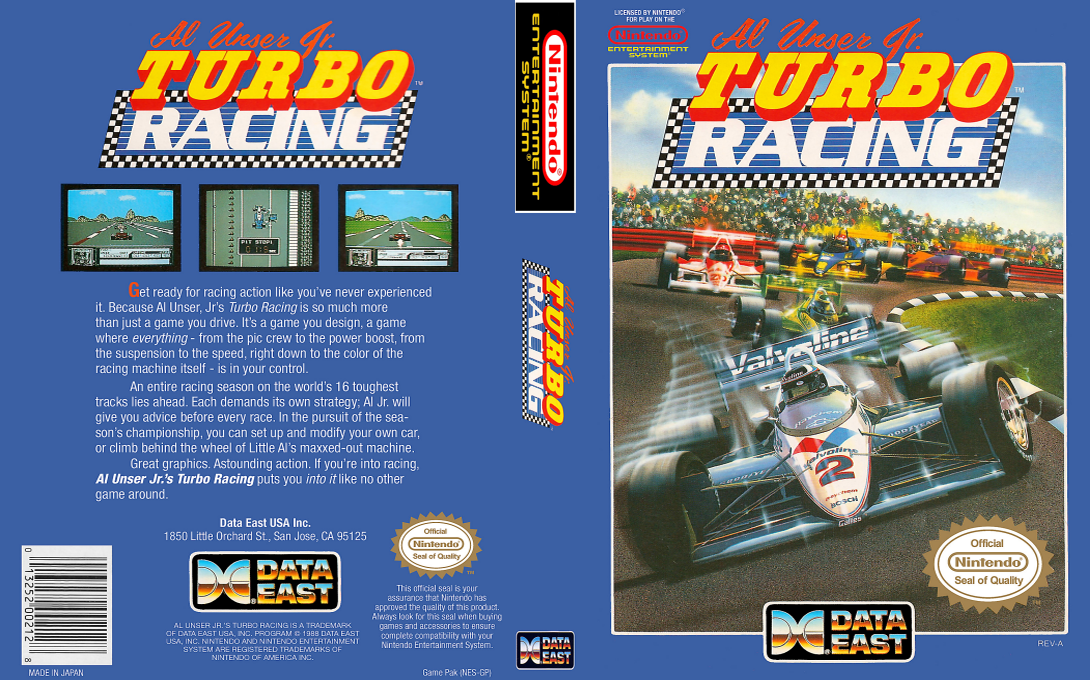 Al Unser Jr.
TURBO
RACING
TM
PIT STOP!
Get ready for racing action like you've never experienced
it. Because Al Unser, Jr's Turbo Racing is so much more
than just a game you drive. It's a game you design, a game
where everything - from the pic crew to the power boost, from
the suspension to the speed, right down to the color of the
racing machine itself - is in your control.
An entire racing season on the world's 16 toughest
tracks lies ahead. Each demands its own strategy; Al Jr. will
give you advice before every race. In the pursuit of the sea-
son's championship, you can set up and modify your own car,
or climb behind the wheel of Little Al's maxxed-out machine.
Great graphics. Astounding action. If you're into racing,
Al Unser Jr.'s Turbo Racing puts you into it like no other
game around.
Data East USA Inc.
1850 Little Orchard St., San Jose, CA 95125
DATA
EAST
AL UNSER JR.'S TURBO RACING IS A TRADEMARK
OF DATA EAST USA, INC. PROGRAM © 1988 DATA EAST
USA, INC. NINTENDO AND NINTENDO ENTERTAINMENT
SYSTEM ARE REGISTERED TRADEMARKS OF
NINTENDO OF AMERICA INC.
Official
Nintendo®
Seal of Quality
TM
This official seal is your
assurance that Nintendo has
approved the quality of this product.
Always look for this seal when buying
games and accessories to ensure
complete compatibility with your
Nintendo Entertainment System.
0 13252 00212 8
MADE IN JAPAN
Game Pak (NES-GP)
Nintendo®
ENTERTAINMENT
SYSTEM®
Al Unser Jr.
TURBO
RACING
DATA
EAST
LICENSED BY NINTENDO®
FOR PLAY ON THE
Nintendo
ENTERTAINMENT
SYSTEM®
Al Unser Jr.
TURBO
RACING
TM
Valvoline
Valvoline
2
GOODYEAR
GOODYEAR
BOSCH
Galles
Official
Nintendo®
Seal of Quality
DATA
EAST
REV-A